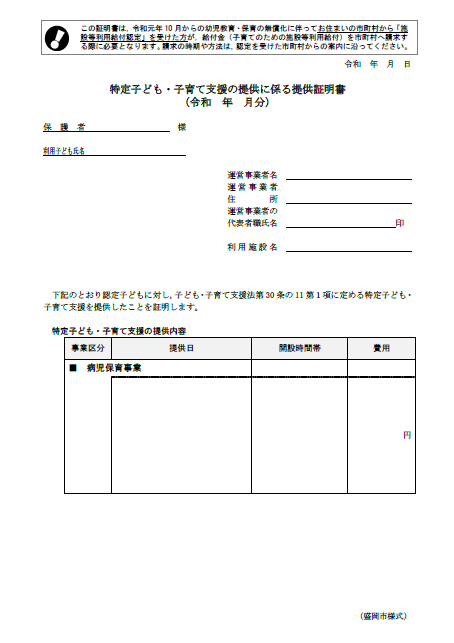 この証明書は、令和元年10月からの幼児教育・保育の無償化に伴ってお住まいの市町村から「施
設等利用給付認定」を受けた方が、給付金（子育てのための施設等利用給付）を市町村へ請求す
る際に必要となります。請求の時期や方法は、認定を受けた市町村からの案内に沿ってください。
令和　年　月　日
特定子ども・子育て支援の提供に係る提供証明書
（令和　年　月分）
保護者　様
利用子ども氏名
運営事業者名
運営事業者
住所
運営事業者の
代表者職氏名　印
利用施設名
下記のとおり認定子どもに対し、子ども・子育て支援法第30条の11第1項に定める特定子ども・
子育て支援を提供したことを証明します。
特定子ども・子育て支援の提供内容
事業区分　提供日　開設時間帯　費用
■　病児保育事業
円
（盛岡市様式）